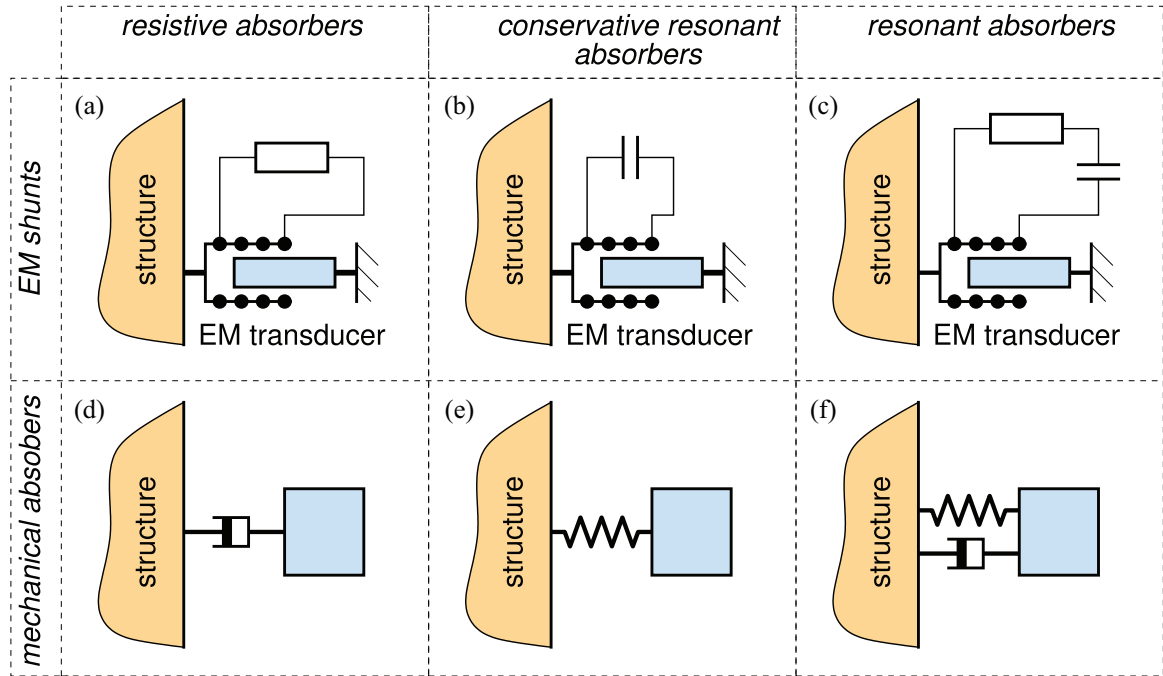 resistive absorbers
conservative resonant
absorbers
resonant absorbers
EM shunts
(a)
structure
EM transducer
(b)
structure
EM transducer
(c)
structure
EM transducer
mechanical absobers
(d)
structure
(e)
structure
(f)
structure